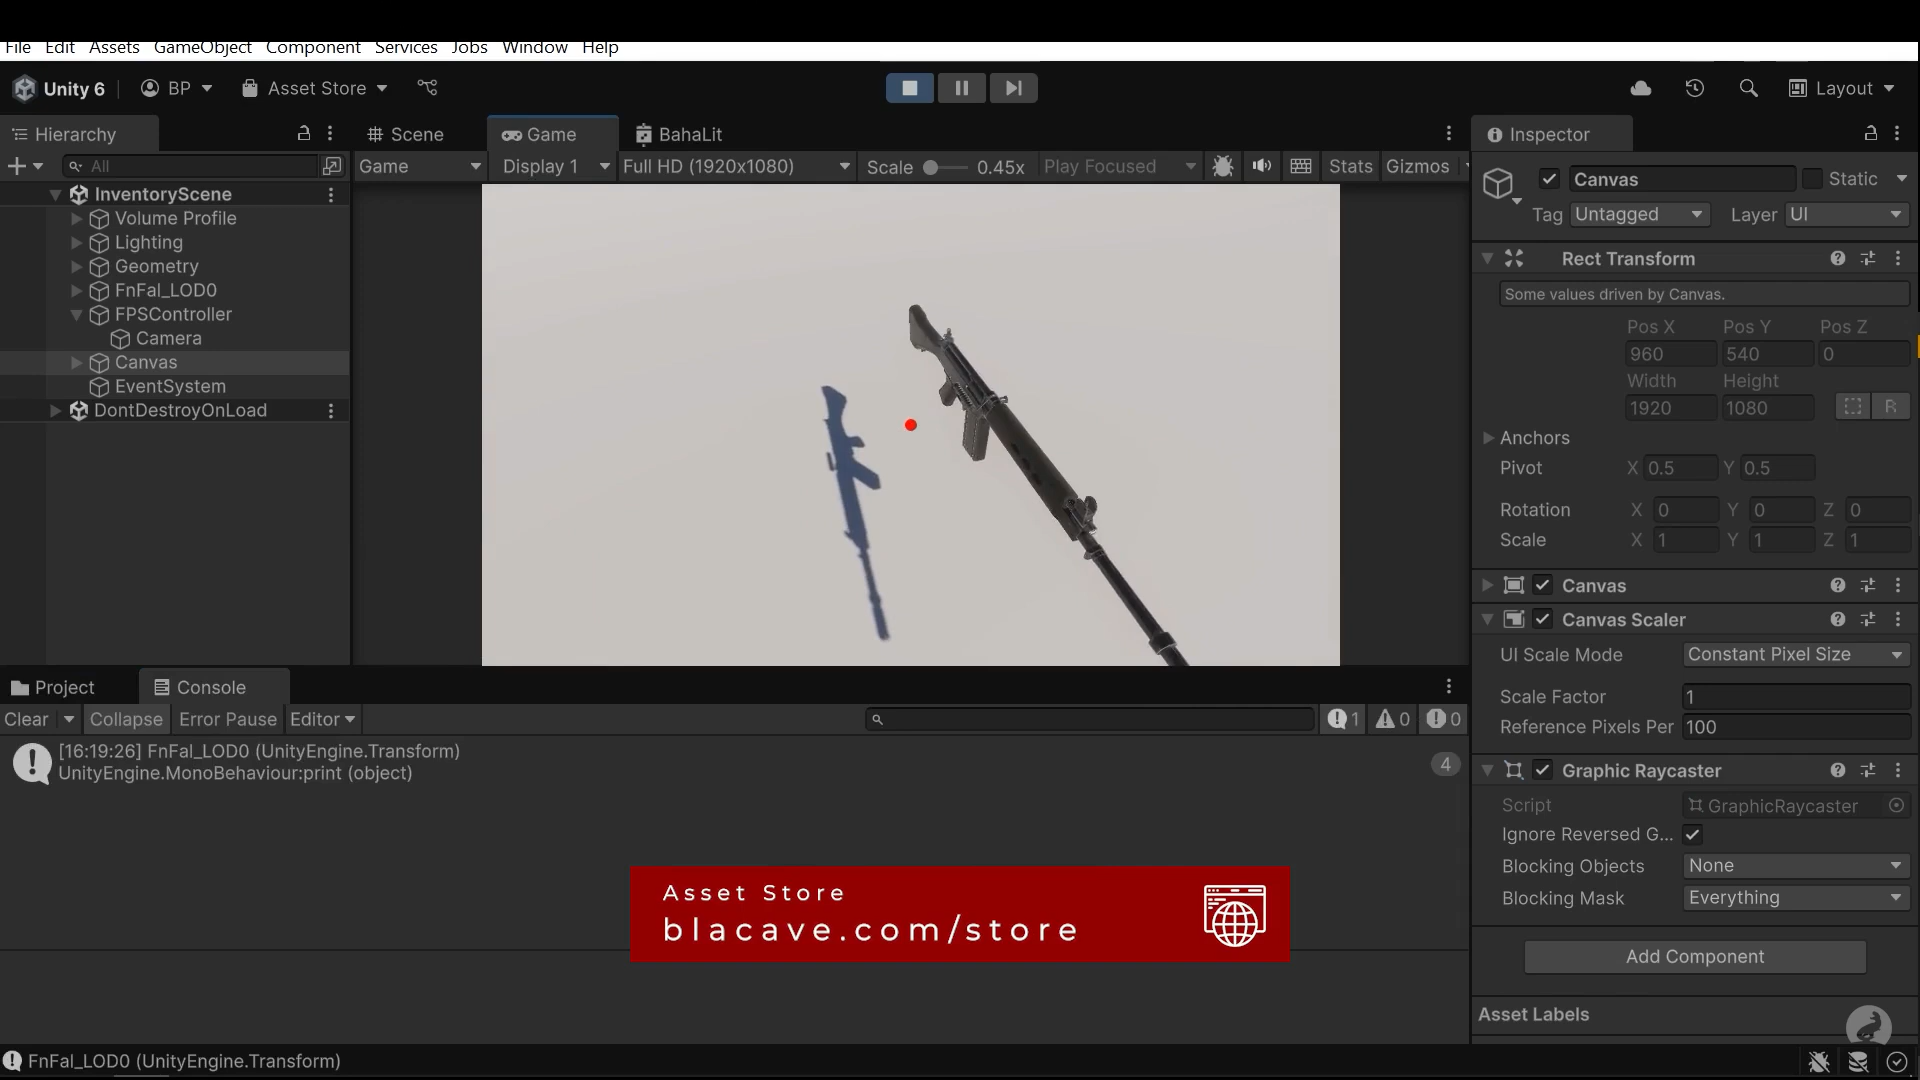 File Edit Assets GameObject Component Services Jobs Window Help
Unity 6 BP Asset Store Layout
Hierarchy
All
InventoryScene
Volume Profile
Lighting
Geometry
FnFal_LOD0
FPSController
Camera
Canvas
EventSystem
DontDestroyOnLoad
Scene Game BahaLit
Game Display 1 Full HD (1920x1080) Scale 0.45x Play Focused Stats Gizmos
Inspector
Canvas Static
Tag Untagged Layer UI
Rect Transform
Some values driven by Canvas.
Pos X Pos Y Pos Z
960 540 0
Width Height
1920 1080 R
Anchors
Pivot X 0.5 Y 0.5
Rotation X 0 Y 0 Z 0
Scale X 1 Y 1 Z 1
Canvas
Canvas Scaler
UI Scale Mode Constant Pixel Size
Scale Factor 1
Reference Pixels Per 100
Graphic Raycaster
Script GraphicRaycaster
Ignore Reversed G...
Blocking Objects None
Blocking Mask Everything
Add Component
Asset Labels
Project Console
Clear Collapse Error Pause Editor 1 0 0
[16:19:26] FnFal_LOD0 (UnityEngine.Transform)
UnityEngine.MonoBehaviour:print (object)
4
Asset Store
blacave.com/store
FnFal_LOD0 (UnityEngine.Transform)